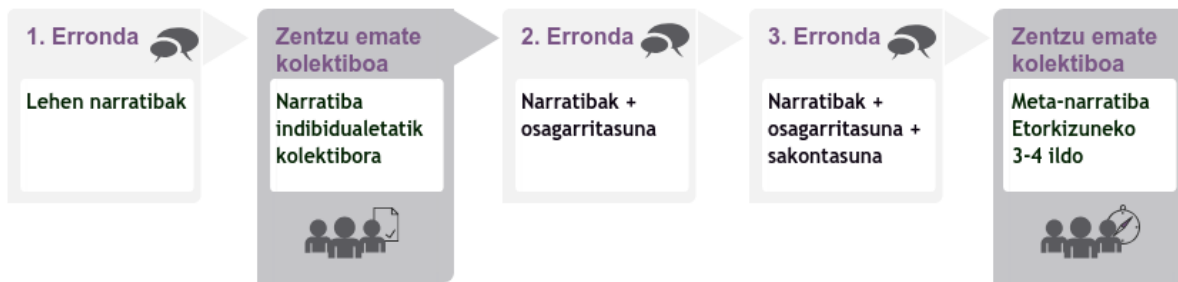 1. Erronda
Lehen narratibak
Zentzu emate
kolektiboa
Narratiba
indibidualetatik
kolektibora
2. Erronda
Narratibak +
osagarritasuna
3. Erronda
Narratibak +
osagarritasuna +
sakontasuna
Zentzu emate
kolektiboa
Meta-narratiba
Etorkizuneko
3-4 ildo